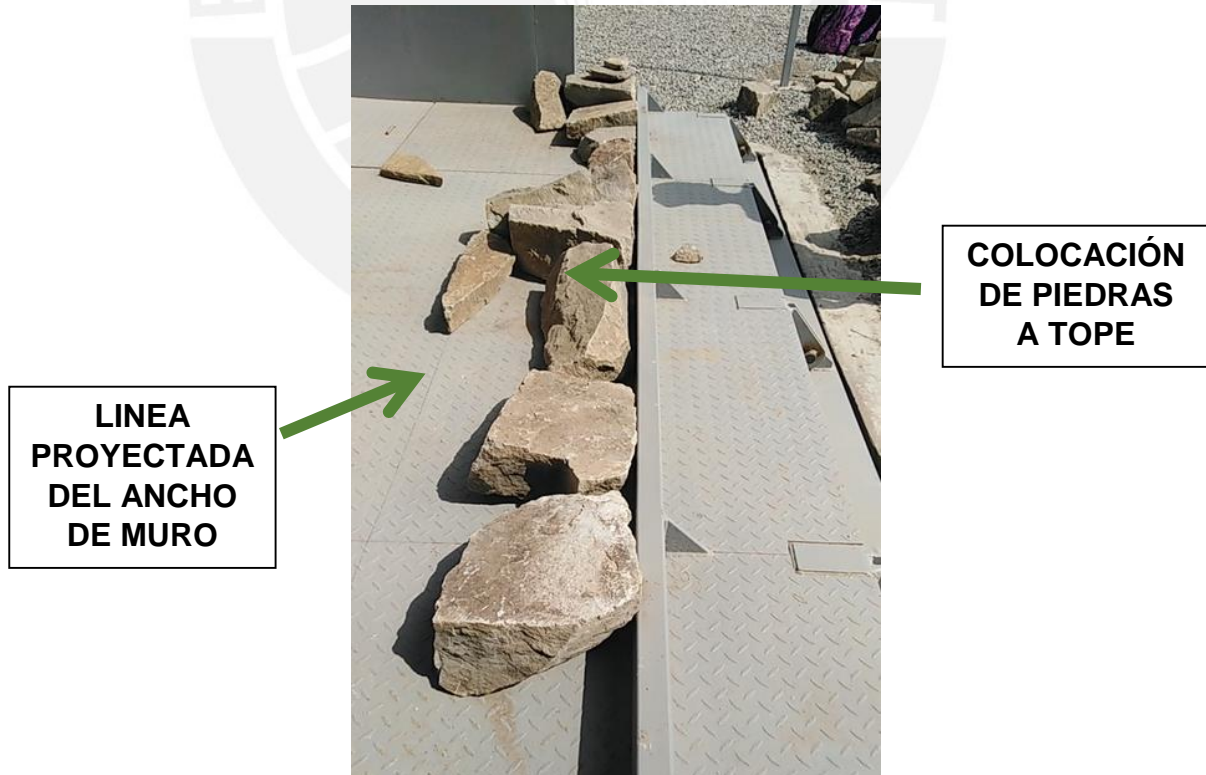 COLOCACIÓN
DE PIEDRAS
A TOPE
LINEA
PROYECTADA
DEL ANCHO
DE MURO